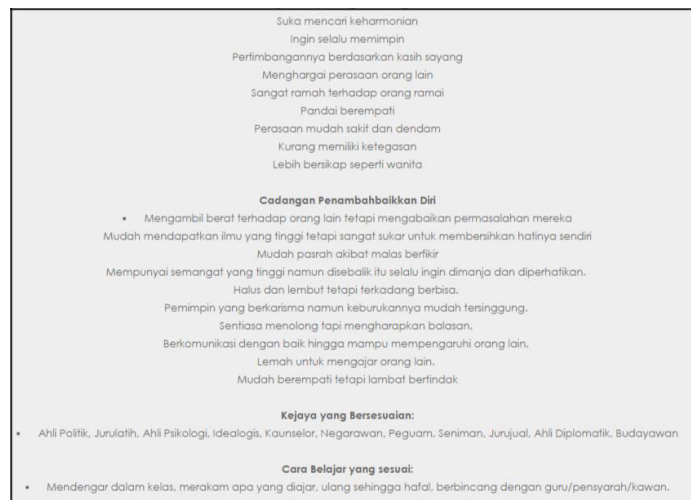 Suka mencari keharmonian
Ingin selalu memimpin
Pertimbangannya berdasarkan kasih sayang
Menghargai perasaan orang lain
Sangat ramah terhadap orang ramai
Pandai berempati
Perasaan mudah sakit dan dendam
Kurang memiliki ketegasan
Lebih bersikap seperti wanita
Cadangan Penambahbaikkan Diri
• Mengambil berat terhadap orang lain tetapi mengabaikan permasalahan mereka
Mudah mendapatkan ilmu yang tinggi tetapi sangat sukar untuk membersihkan hatinya sendiri
Mudah pasrah akibat malas berfikir
Mempunyai semangat yang tinggi namun disebalik itu selalu ingin dimanja dan diperhatikan.
Halus dan lembut tetapi terkadang berbisa.
Pemimpin yang berkarisma namun keburukannya mudah tersinggung.
Sentiasa menolong tapi mengharapkan balasan.
Berkomunikasi dengan baik hingga mampu mempengaruhi orang lain.
Lemah untuk mengajar orang lain.
Mudah berempati tetapi lambat bertindak
Kejaya yang Bersesuaian:
• Ahli Politik, Jurulatih, Ahli Psikologi, Idealogis, Kaunselor, Negarawan, Peguam, Seniman, Jurujual, Ahli Diplomatik, Budayawan
Cara Belajar yang sesuai:
• Mendengar dalam kelas, merakam apa yang diajar, ulang sehingga hafal, berbincang dengan guru/pensyarah/kawan.